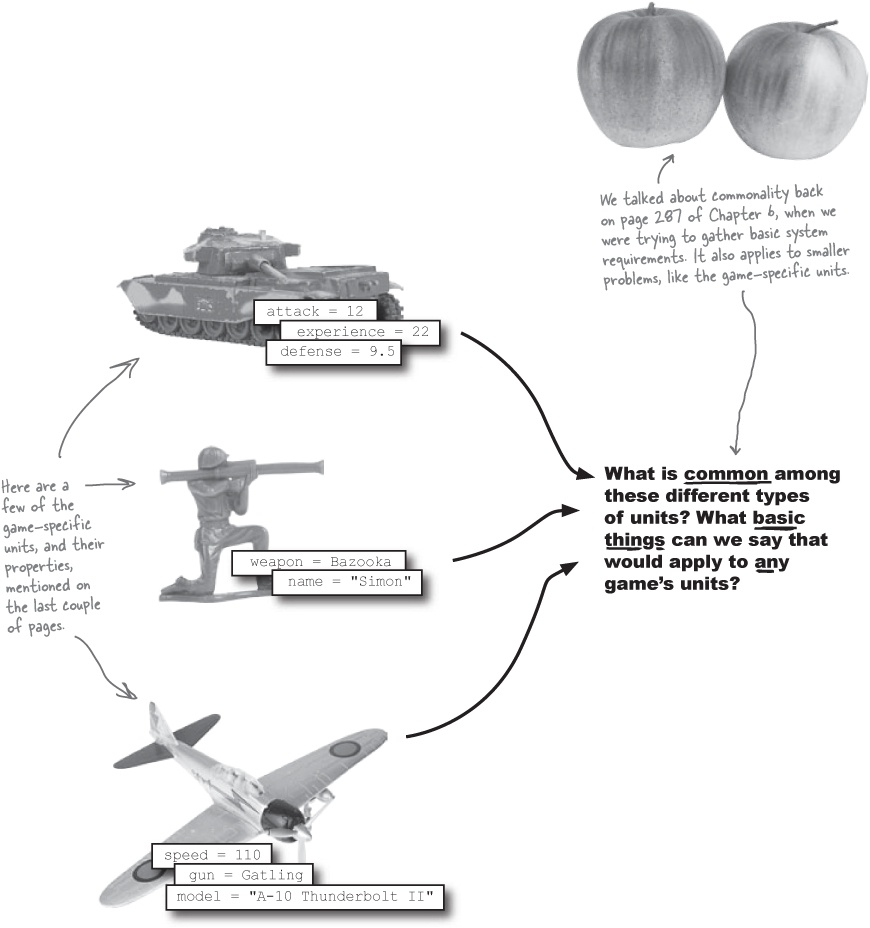 We talked about commonality back
on page 287 of Chapter 6, when we
were trying to gather basic system
requirements. It also applies to smaller
problems, like the game-specific units.
attack = 12
experience = 22
defense = 9.5
Here are a
few of the
game-specific
units, and their
properties,
mentioned on
the last couple
of pages.
weapon = Bazooka
name = "Simon"
What is common among
these different types
of units? What basic
things can we say that
would apply to any
game's units?
speed = 110
gun = Gatling
model = "A-10 Thunderbolt II"